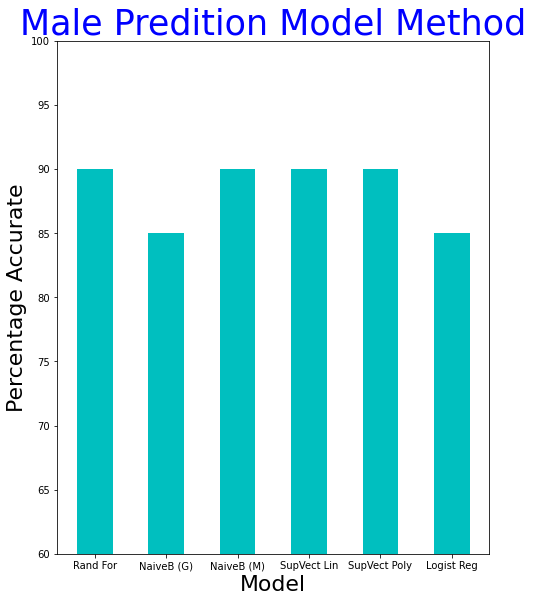 Male Predition Model Method
100
95
90
85
80
75
70
65
60
Percentage Accurate
Rand For NaiveB (G) NaiveB (M) SupVect Lin SupVect Poly Logist Reg
Model